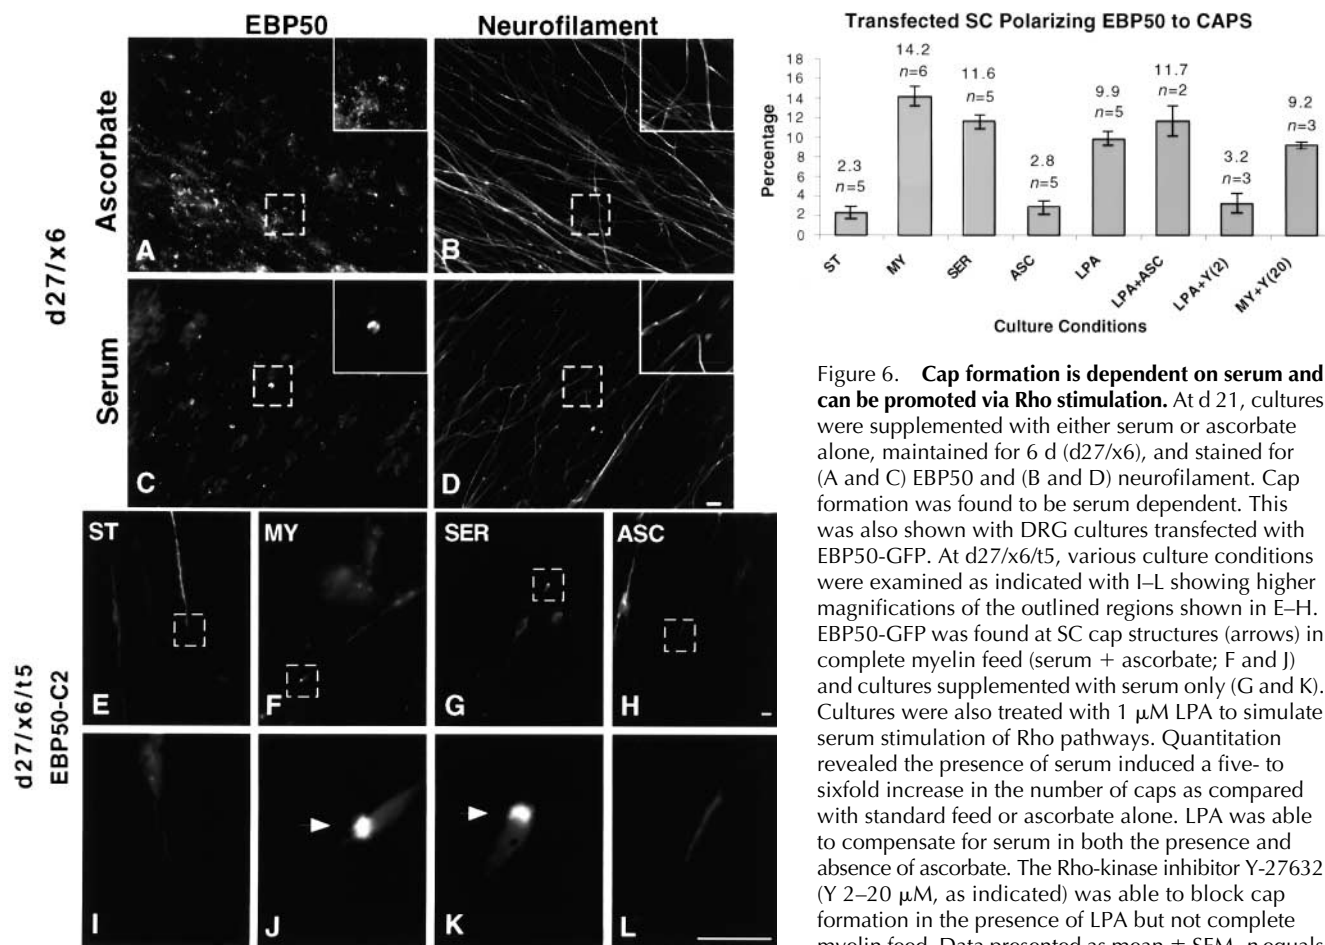 EBP50
Neurofilament
Ascorbate
A
B
d27/x6
Serum
C
D
ST
MY
SER
ASC
E
F
G
H
d27/x6/t5
EBP50-C2
I
J
K
L
Transfected SC Polarizing EBP50 to CAPS
Percentage
18
16
14
12
10
8
6
4
2
0
2.3
n=5
14.2
n=6
11.6
n=5
2.8
n=5
9.9
n=5
11.7
n=2
3.2
n=3
9.2
n=3
ST
MY
SER
ASC
LPA
LPA+ASC
LPA+Y(2)
MY+Y(20)
Culture Conditions
Figure 6. Cap formation is dependent on serum and
can be promoted via Rho stimulation. At d 21, cultures
were supplemented with either serum or ascorbate
alone, maintained for 6 d (d27/x6), and stained for
(A and C) EBP50 and (B and D) neurofilament. Cap
formation was found to be serum dependent. This
was also shown with DRG cultures transfected with
EBP50-GFP. At d27/x6/t5, various culture conditions
were examined as indicated with I–L showing higher
magnifications of the outlined regions shown in E–H.
EBP50-GFP was found at SC cap structures (arrows) in
complete myelin feed (serum + ascorbate; F and J)
and cultures supplemented with serum only (G and K).
Cultures were also treated with 1 μM LPA to simulate
serum stimulation of Rho pathways. Quantitation
revealed the presence of serum induced a five- to
sixfold increase in the number of caps as compared
with standard feed or ascorbate alone. LPA was able
to compensate for serum in both the presence and
absence of ascorbate. The Rho-kinase inhibitor Y-27632
(Y 2–20 μM, as indicated) was able to block cap
formation in the presence of LPA but not complete
myelin feed. Data presented as mean ± SEM. n equals